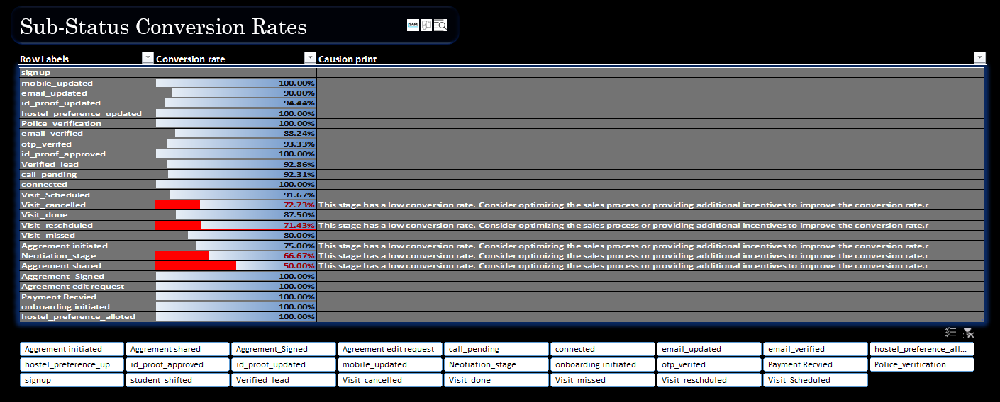 Sub-Status Conversion Rates
SAPL
Row Labels Conversion rate Causion print
signup
mobile_updated 100.00%
email_updated 90.00%
id_proof_updated 94.44%
hostel_preference_updated 100.00%
Police_verification 100.00%
email_verified 88.24%
otp_verifed 93.33%
id_proof_approved 100.00%
Verified_lead 92.86%
call_pending 92.31%
connected 100.00%
Visit_Scheduled 91.67%
Visit_cancelled 72.73% This stage has a low conversion rate. Consider optimizing the sales process or providing additional incentives to improve the conversion rate.r
Visit_done 87.50%
Visit_reschduled 71.43% This stage has a low conversion rate. Consider optimizing the sales process or providing additional incentives to improve the conversion rate.r
Visit_missed 80.00%
Aggrement initiated 75.00% This stage has a low conversion rate. Consider optimizing the sales process or providing additional incentives to improve the conversion rate.r
Neotiation_stage 66.67% This stage has a low conversion rate. Consider optimizing the sales process or providing additional incentives to improve the conversion rate.r
Aggrement shared 50.00% This stage has a low conversion rate. Consider optimizing the sales process or providing additional incentives to improve the conversion rate.r
Aggrement_Signed 100.00%
Agreement edit request 100.00%
Payment Recvied 100.00%
onboarding initiated 100.00%
hostel_preference_alloted 100.00%
Aggrement initiated Aggrement shared Aggrement_Signed Agreement edit request call_pending connected email_updated email_verified hostel_preference_all...
hostel_preference_up... id_proof_approved id_proof_updated mobile_updated Neotiation_stage onboarding initiated otp_verifed Payment Recvied Police_verification
signup student_shifted Verified_lead Visit_cancelled Visit_done Visit_missed Visit_reschduled Visit_Scheduled